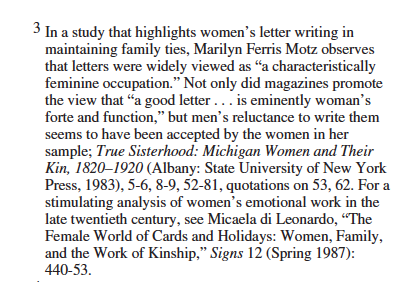 3 In a study that highlights women's letter writing in
maintaining family ties, Marilyn Ferris Motz observes
that letters were widely viewed as “a characteristically
feminine occupation.” Not only did magazines promote
the view that “a good letter . . . is eminently woman's
forte and function,” but men's reluctance to write them
seems to have been accepted by the women in her
sample; True Sisterhood: Michigan Women and Their
Kin, 1820–1920 (Albany: State University of New York
Press, 1983), 5-6, 8-9, 52-81, quotations on 53, 62. For a
stimulating analysis of women's emotional work in the
late twentieth century, see Micaela di Leonardo, “The
Female World of Cards and Holidays: Women, Family,
and the Work of Kinship,” Signs 12 (Spring 1987):
440-53.